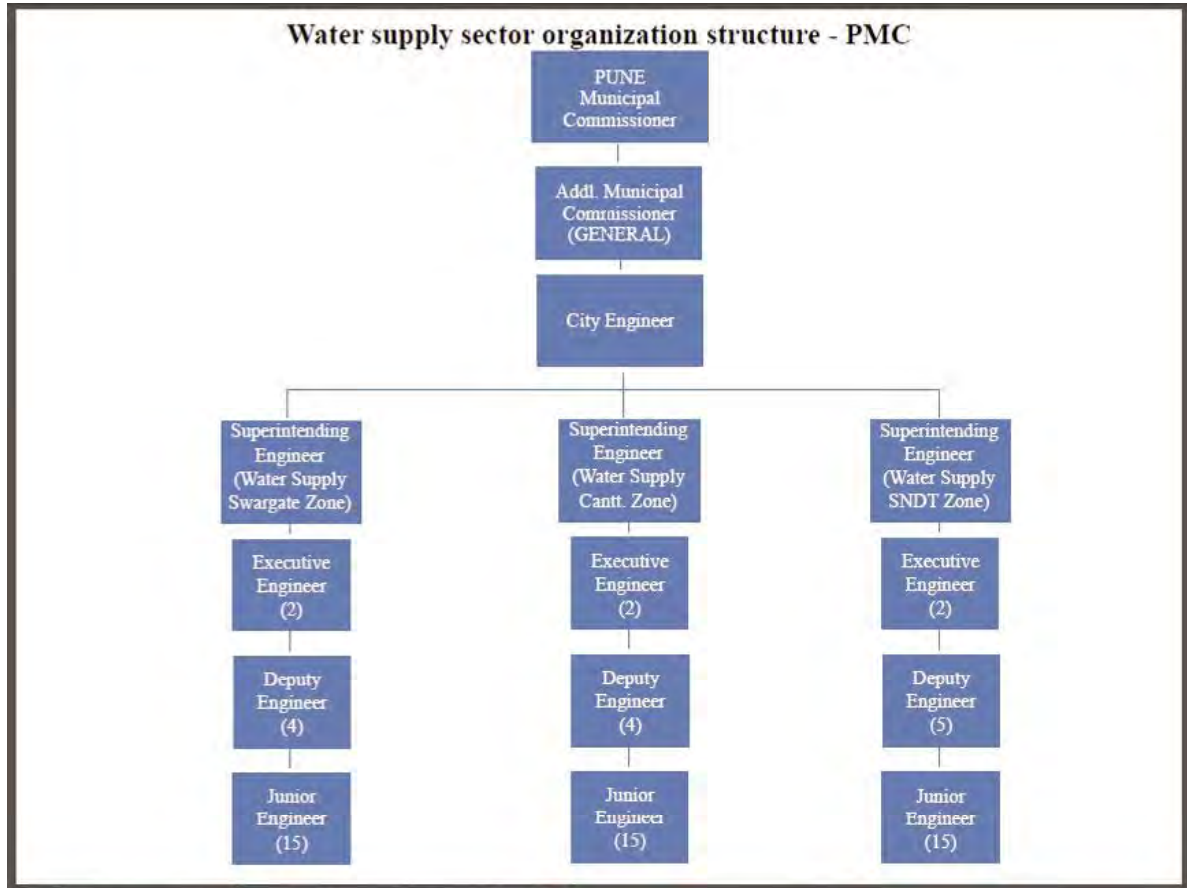 Water supply sector organization structure - PMC
PUNE
Municipal
Commissioner
Addl. Municipal
Commissioner
(GENERAL)
City Engineer
Superintending
Engineer
(Water Supply
Swargate Zone)
Superintending
Engineer
(Water Supply
Cantt. Zone)
Superintending
Engineer
(Water Supply
SNDT Zone)
Executive
Engineer
(2)
Executive
Engineer
(2)
Executive
Engineer
(2)
Deputy
Engineer
(4)
Deputy
Engineer
(4)
Deputy
Engineer
(5)
Junior
Engineer
(15)
Junior
Engineer
(15)
Junior
Engineer
(15)